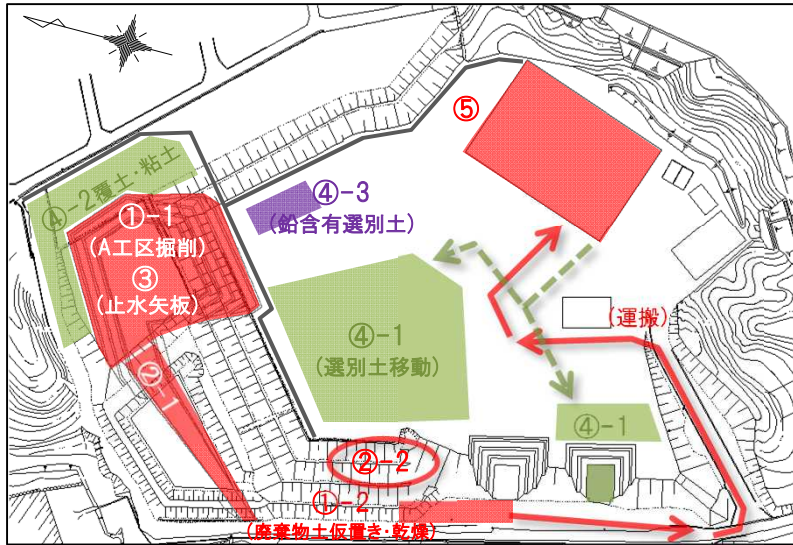 ⑤
④-2覆土・粘土
④-3
(鉛含有選別土)
①-1
(A工区掘削)
③
(止水矢板)
④-1
(選別土移動)
(運搬)
②-1
④-1
②-2
①-2
(廃棄物土仮置き・乾燥)